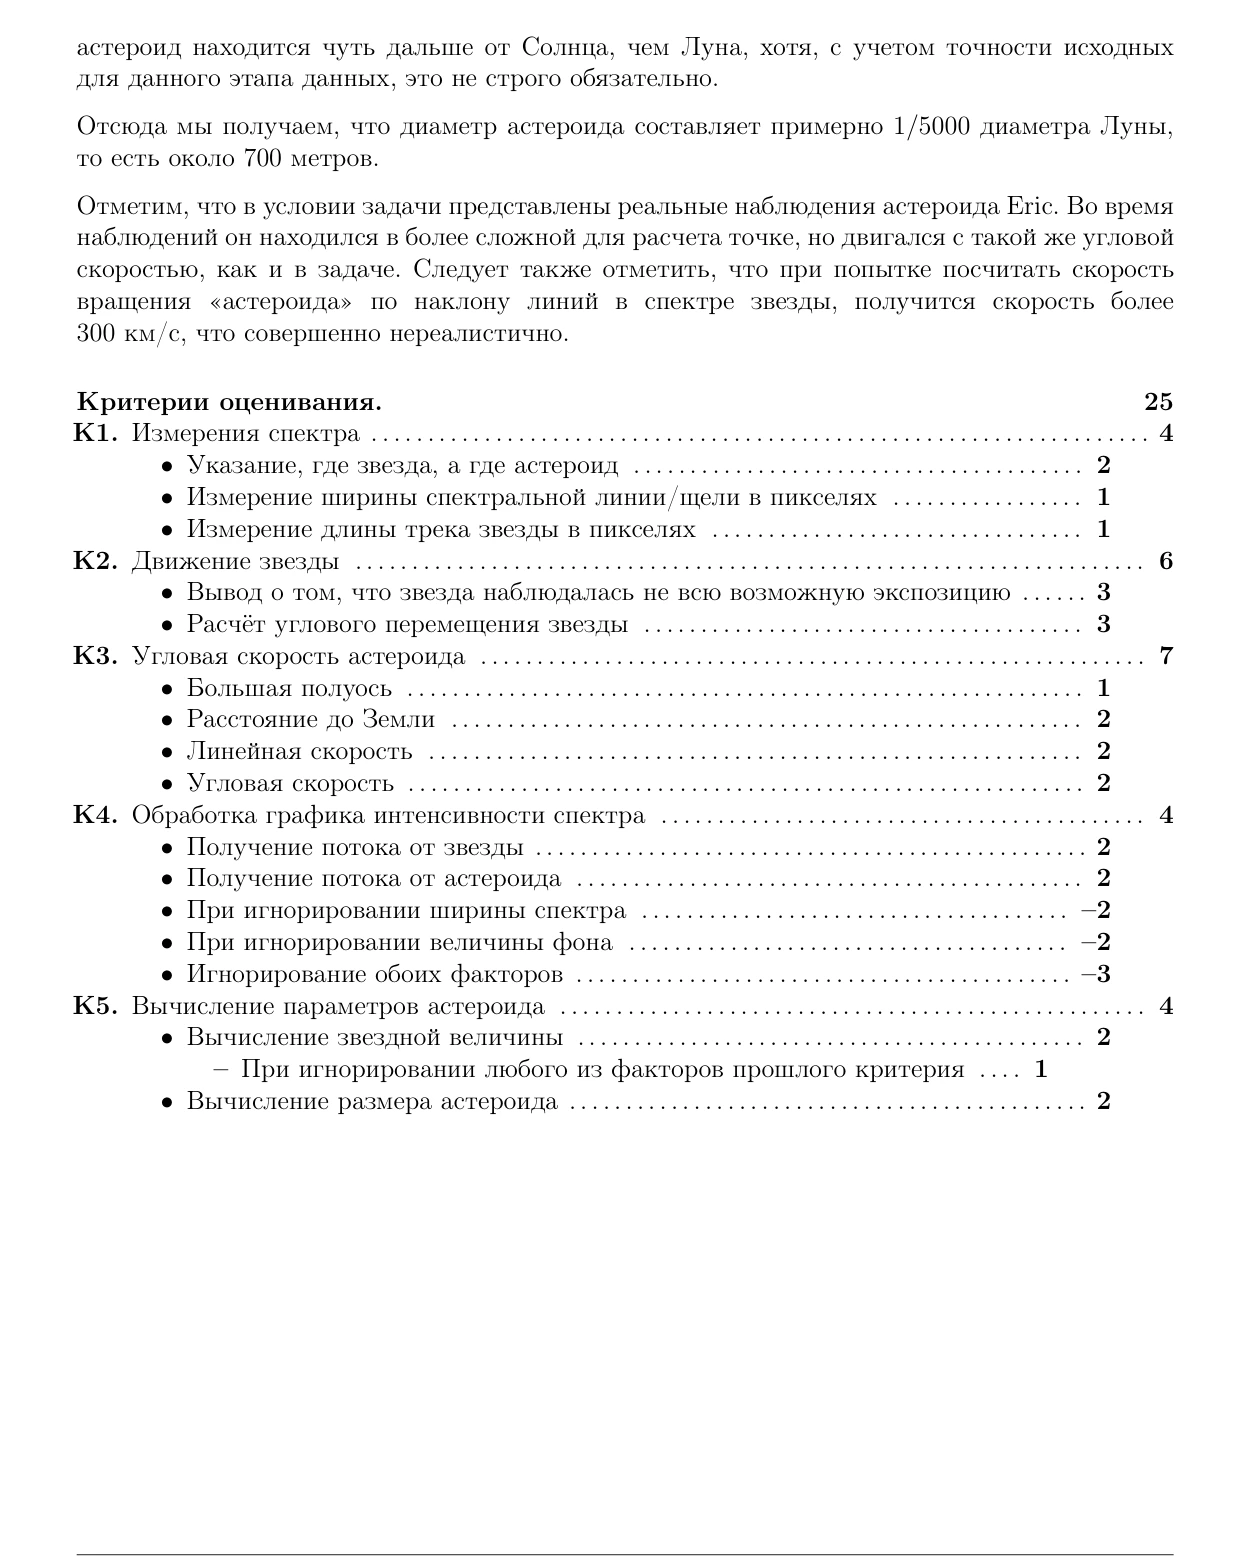 астероид находится чуть дальше от Солнца, чем Луна, хотя, с учетом точности исходных
для данного этапа данных, это не строго обязательно.
Отсюда мы получаем, что диаметр астероида составляет примерно 1/5000 диаметра Луны,
то есть около 700 метров.
Отметим, что в условии задачи представлены реальные наблюдения астероида Eric. Во время
наблюдений он находился в более сложной для расчета точке, но двигался с такой же угловой
скоростью, как и в задаче. Следует также отметить, что при попытке посчитать скорость
вращения «астероида» по наклону линий в спектре звезды, получится скорость более
300 км/с, что совершенно нереалистично.
Критерии оценивания. 25
К1. Измерения спектра . . . . . . . . . . . . . . . . . . . . 4
• Указание, где звезда, а где астероид . . . . . . . . . . . . . . . . . . . . 2
• Измерение ширины спектральной линии/щели в пикселях . . . . . . . . . . . . . . . . . 1
• Измерение длины трека звезды в пикселях . . . . . . . . . . . . . . . . . . . . 1
К2. Движение звезды . . . . . . . . . . . . . . . . . . . . 6
• Вывод о том, что звезда наблюдалась не всю возможную экспозицию . . . . . . 3
• Расчёт углового перемещения звезды . . . . . . . . . . . . . . . . . . . . 3
К3. Угловая скорость астероида . . . . . . . . . . . . . . . . . . . . 7
• Большая полуось . . . . . . . . . . . . . . . . . . . . 1
• Расстояние до Земли . . . . . . . . . . . . . . . . . . . . 2
• Линейная скорость . . . . . . . . . . . . . . . . . . . . 2
• Угловая скорость . . . . . . . . . . . . . . . . . . . . 2
К4. Обработка графика интенсивности спектра . . . . . . . . . . . . . . . . . . . . 4
• Получение потока от звезды . . . . . . . . . . . . . . . . . . . . 2
• Получение потока от астероида . . . . . . . . . . . . . . . . . . . . 2
• При игнорировании ширины спектра . . . . . . . . . . . . . . . . . . . . –2
• При игнорировании величины фона . . . . . . . . . . . . . . . . . . . . –2
• Игнорирование обоих факторов . . . . . . . . . . . . . . . . . . . . –3
К5. Вычисление параметров астероида . . . . . . . . . . . . . . . . . . . . 4
• Вычисление звездной величины . . . . . . . . . . . . . . . . . . . . 2
– При игнорировании любого из факторов прошлого критерия . . . . 1
• Вычисление размера астероида . . . . . . . . . . . . . . . . . . . . 2